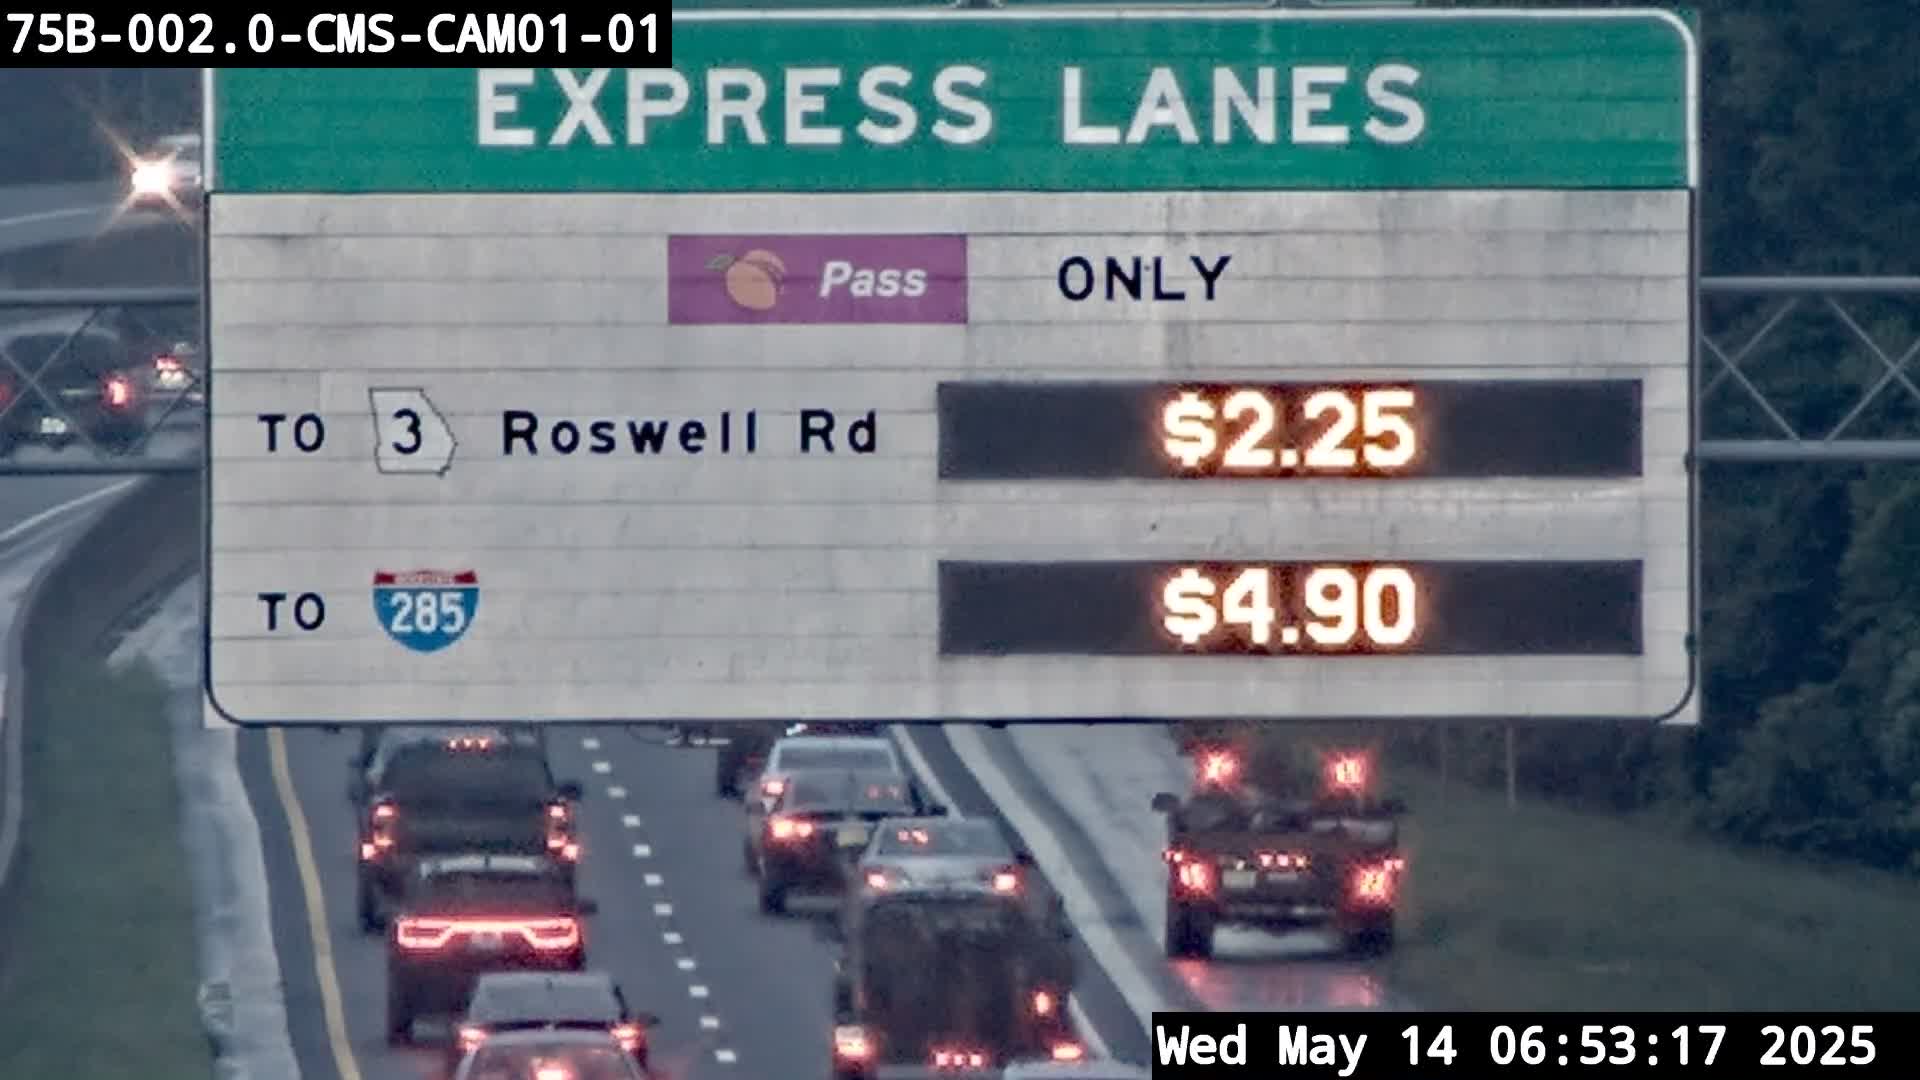 75B-002.0-CMS-CAM01-01
EXPRESS LANES
Pass ONLY
TO 3 Roswell Rd $2.25
TO 285 $4.90
Wed May 14 06:53:17 2025